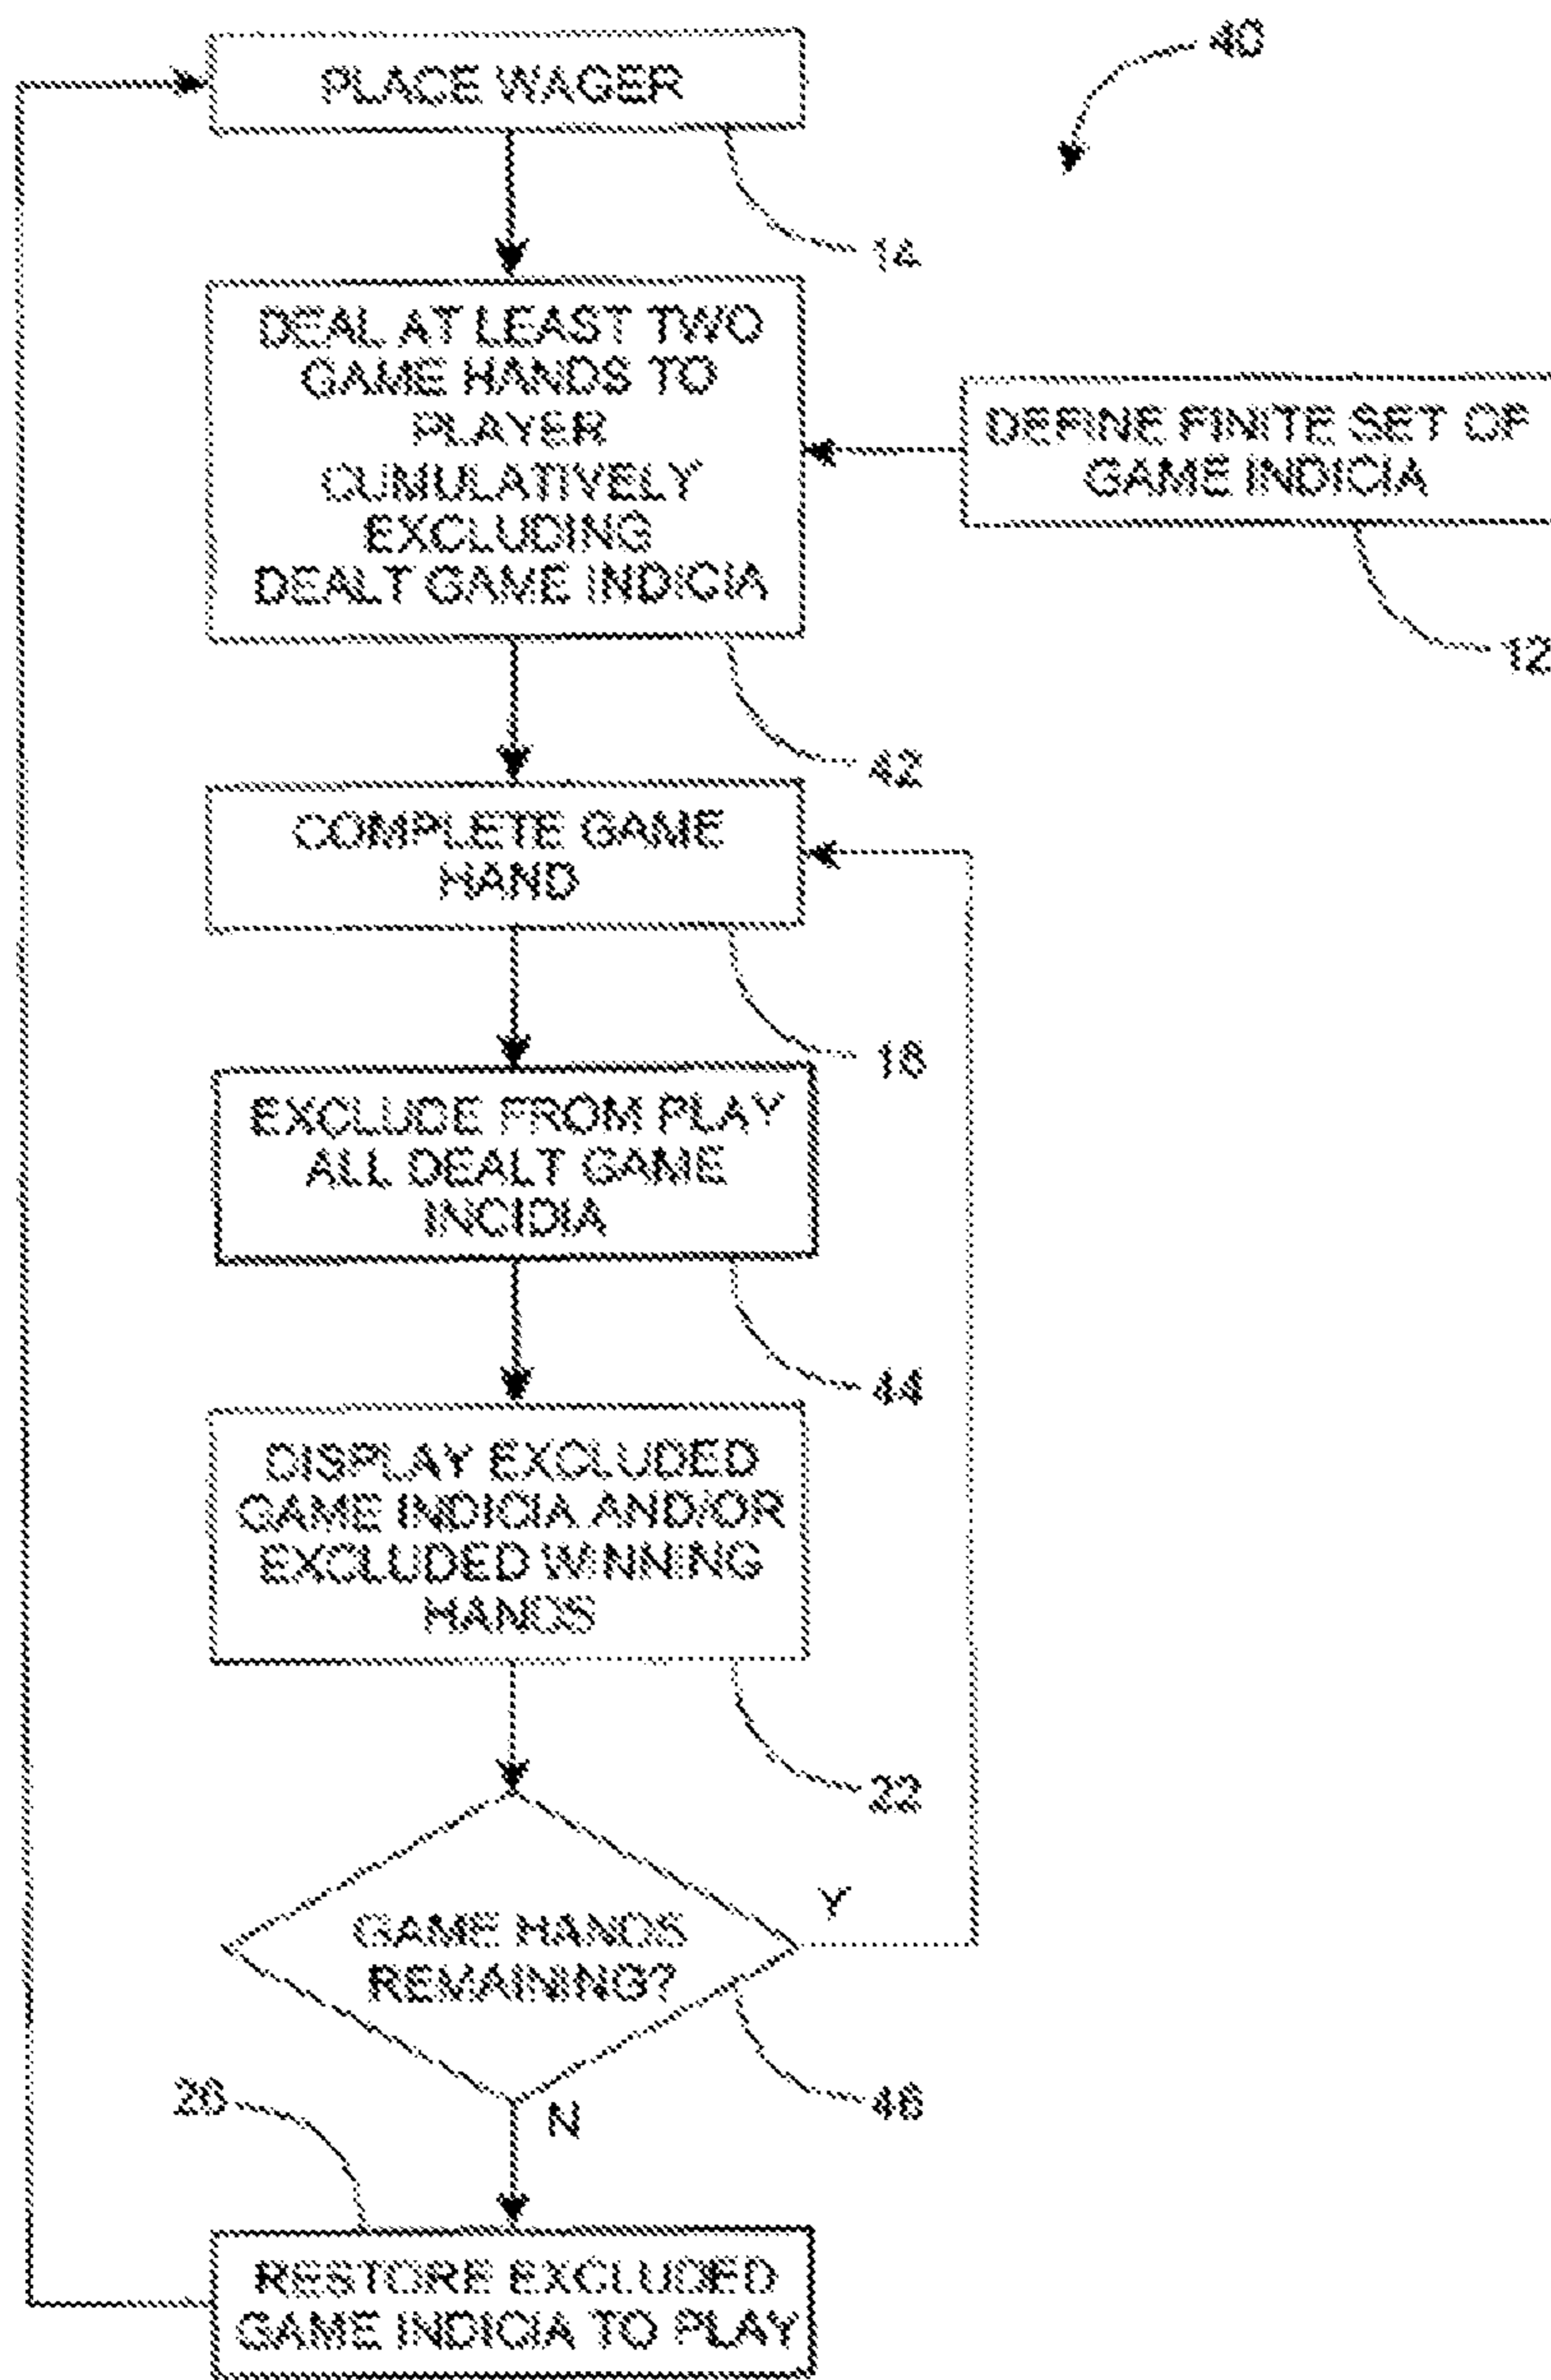 PLACE WAGER
40
14
DEAL AT LEAST TWO
GAME HANDS TO
PLAYER
CUMULATIVELY
EXCLUDING
DEALT GAME INDICIA
DEFINE FINITE SET OF
GAME INDICIA
12
42
COMPLETE GAME
HAND
18
EXCLUDE FROM PLAY
ALL DEALT GAME
INCIDIA
44
DISPLAY EXCLUDED
GAME INDICIA AND/OR
EXCLUDED WINNING
HANDS
22
Y
GAME HANDS
REMAINING?
46
26
N
RESTORE EXCLUDED
GAME INDICIA TO PLAY